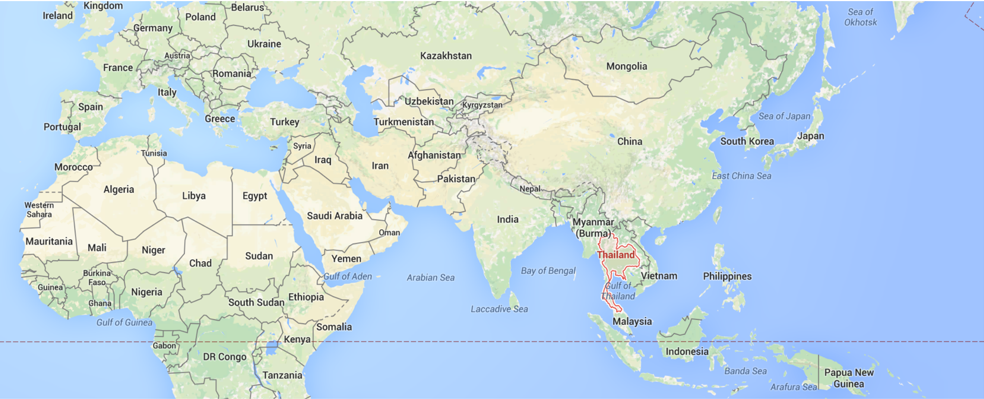 Kingdom
Ireland
Belarus
Poland
Germany
Ukraine
Sea of
Okhotsk
Austria
France
Kazakhstan
Mongolia
Romania
Italy
Spain
Portugal
Greece
Turkey
Uzbekistan
Kyrgyzstan
Turkmenistan
Sea of Japan
Japan
South Korea
China
Tunisia
Syria
Iraq
Iran
Afghanistan
Morocco
Pakistan
East China Sea
Algeria
Libya
Egypt
Nepal
Western
Sahara
Saudi Arabia
India
Myanmar
(Burma)
Oman
Mauritania
Mali
Niger
Chad
Sudan
Yemen
Thailand
Gulf of Aden
Arabian Sea
Bay of Bengal
Vietnam
Philippines
Burkina
Faso
Guinea
Nigeria
Ghana
South Sudan
Ethiopia
Gulf of
Thailand
Laccadive Sea
Gulf of Guinea
Somalia
Malaysia
Kenya
Gabon
DR Congo
Indonesia
Tanzania
Banda Sea
Papua New
Guinea
Arafura Sea